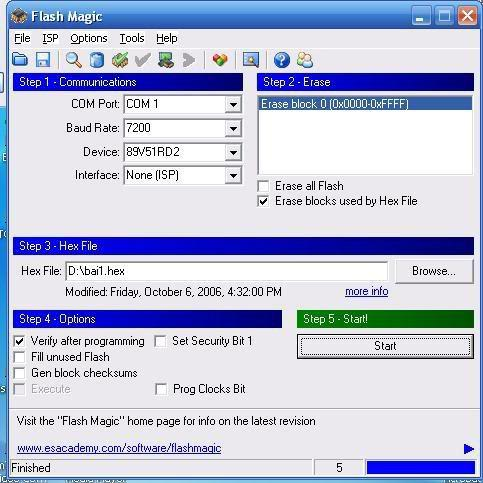 Flash Magic
File ISP Options Tools Help
Step 1 - Communications
COM Port: COM 1
Baud Rate: 7200
Device: 89V51RD2
Interface: None (ISP)
Step 2 - Erase
Erase block 0 (0x0000-0xFFFF)
Erase all Flash
Erase blocks used by Hex File
Step 3 - Hex File
Hex File: D:\bai1.hex Browse...
Modified: Friday, October 6, 2006, 4:32:00 PM more info
Step 4 - Options
Verify after programming Set Security Bit 1
Fill unused Flash
Gen block checksums
Execute Prog Clocks Bit
Step 5 - Start!
Start
Visit the "Flash Magic" home page for info on the latest revision
www.esacademy.com/software/flashmagic
Finished 5